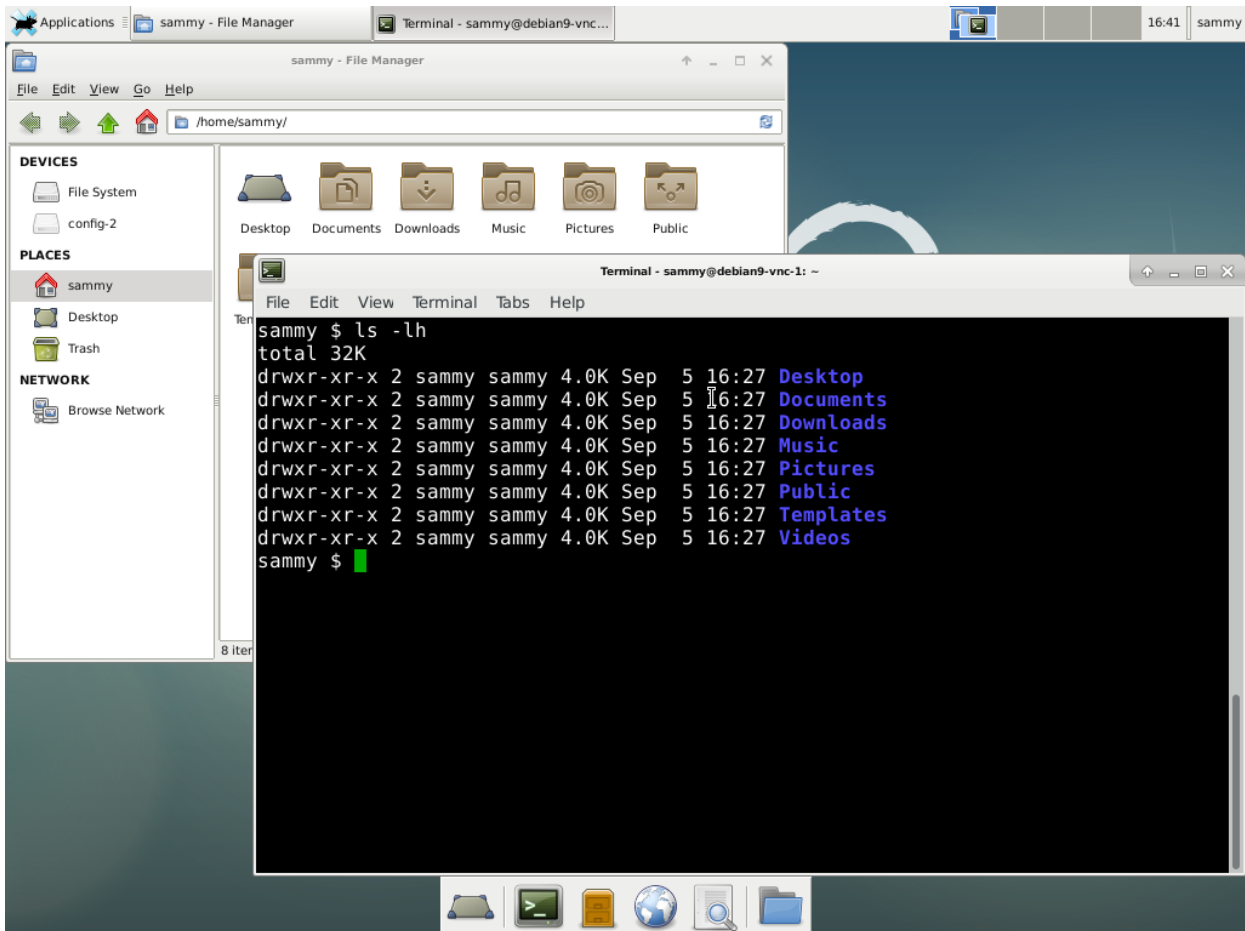 Applications
sammy - File Manager
Terminal - sammy@debian9-vnc...
16:41
sammy
sammy - File Manager
File Edit View Go Help
/home/sammy/
DEVICES
File System
config-2
PLACES
sammy
Desktop
Trash
NETWORK
Browse Network
Desktop Documents Downloads Music Pictures Public
Terminal - sammy@debian9-vnc-1: ~
File Edit View Terminal Tabs Help
sammy $ ls -lh
total 32K
drwxr-xr-x 2 sammy sammy 4.0K Sep  5 16:27 Desktop
drwxr-xr-x 2 sammy sammy 4.0K Sep  5 16:27 Documents
drwxr-xr-x 2 sammy sammy 4.0K Sep  5 16:27 Downloads
drwxr-xr-x 2 sammy sammy 4.0K Sep  5 16:27 Music
drwxr-xr-x 2 sammy sammy 4.0K Sep  5 16:27 Pictures
drwxr-xr-x 2 sammy sammy 4.0K Sep  5 16:27 Public
drwxr-xr-x 2 sammy sammy 4.0K Sep  5 16:27 Templates
drwxr-xr-x 2 sammy sammy 4.0K Sep  5 16:27 Videos
sammy $
8